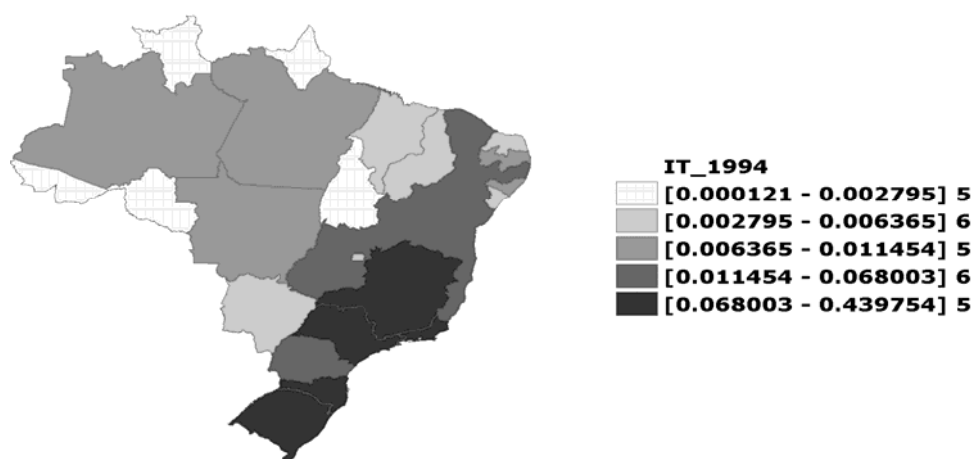 IT_1994
[0.000121 - 0.002795] 5
[0.002795 - 0.006365] 6
[0.006365 - 0.011454] 5
[0.011454 - 0.068003] 6
[0.068003 - 0.439754] 5